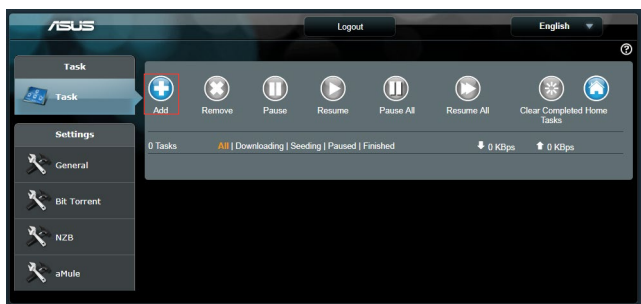 ASUS
Logout
English
?
Task
Task
Settings
General
Bit Torrent
NZB
aMule
Add
Remove
Pause
Resume
Pause All
Resume All
Clear Completed Tasks
Home
0 Tasks
All | Downloading | Seeding | Paused | Finished
0 KBps
0 KBps